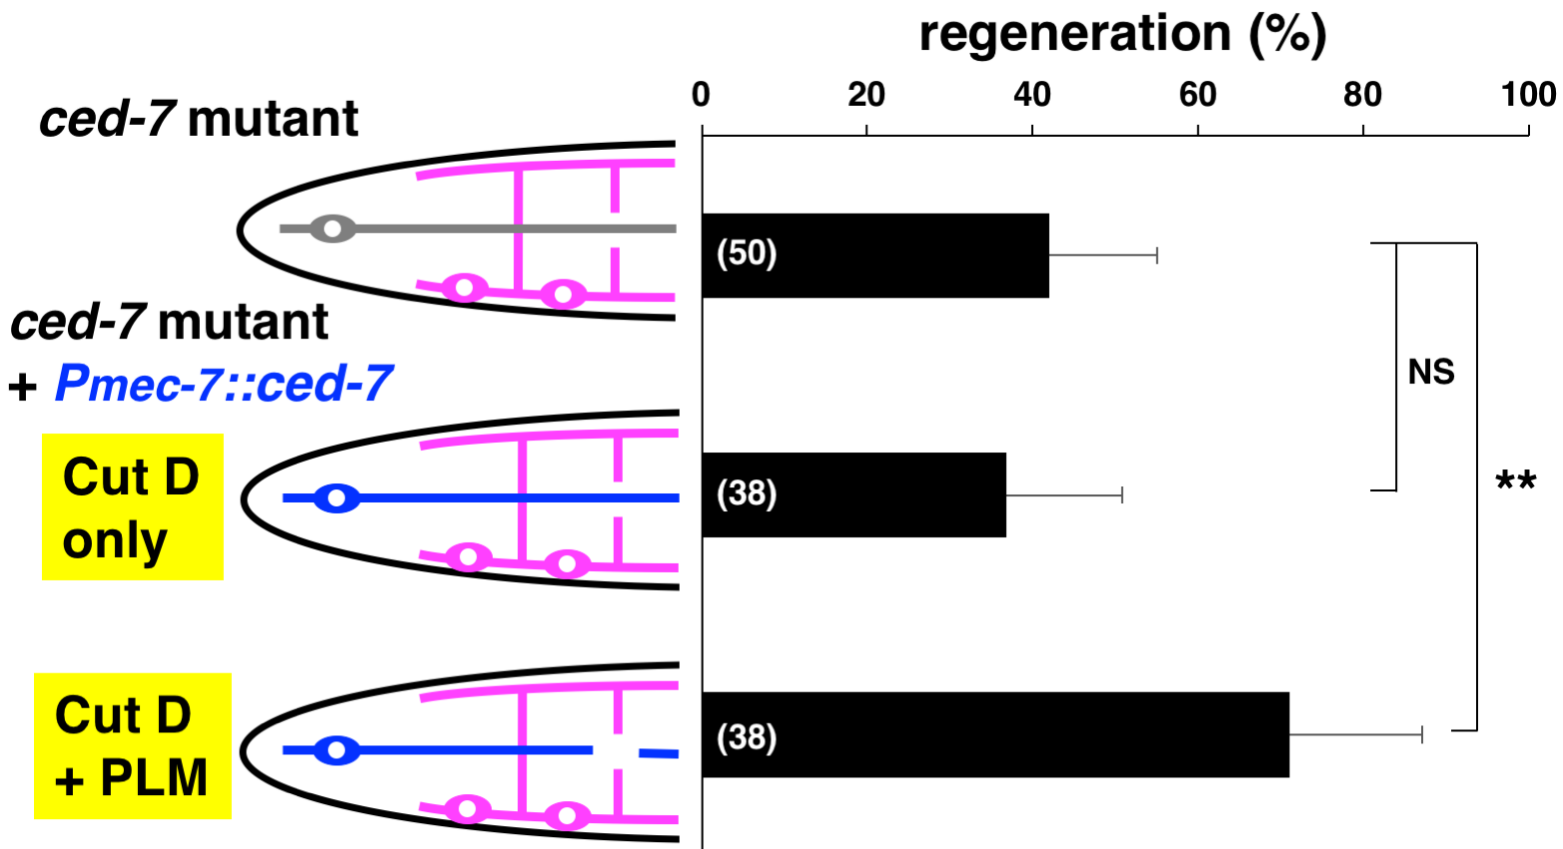 regeneration (%)
0 20 40 60 80 100
ced-7 mutant
(50)
ced-7 mutant
+ Pmec-7::ced-7
NS
Cut D
only
(38)
**
Cut D
+ PLM
(38)